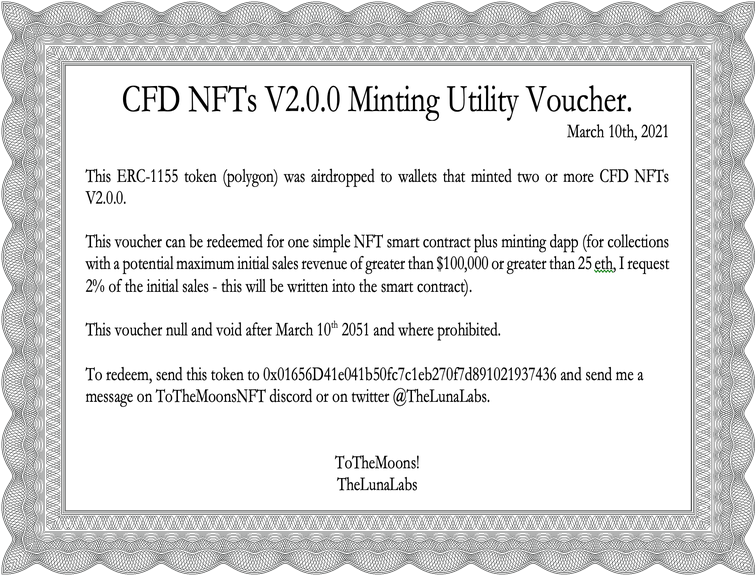 CFD NFTs V2.0.0 Minting Utility Voucher.
March 10th, 2021
This ERC-1155 token (polygon) was airdropped to wallets that minted two or more CFD NFTs
V2.0.0.
This voucher can be redeemed for one simple NFT smart contract plus minting dapp (for collections
with a potential maximum initial sales revenue of greater than $100,000 or greater than 25 eth, I request
2% of the initial sales - this will be written into the smart contract).
This voucher null and void after March 10th 2051 and where prohibited.
To redeem, send this token to 0x01656D41e041b50fc7c1eb270f7d891021937436 and send me a
message on ToTheMoonsNFT discord or on twitter @TheLunaLabs.
ToTheMoons!
TheLunaLabs